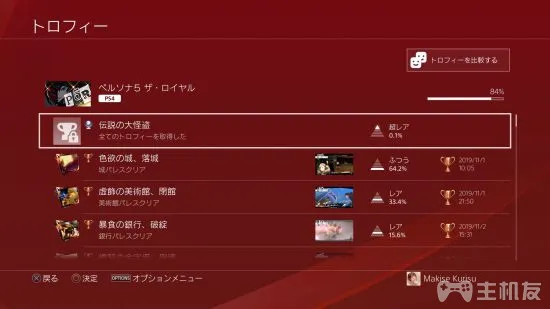 トロフィー
トロフィーを比較する
ペルソナ5 ザ・ロイヤル
PS4
84%
伝説の大怪盗
全てのトロフィーを取得した
超レア
0.1%
色欲の城、落城
城パレスクリア
ふつう
64.2%
2019/11/1
10:05
虚飾の美術館、閉館
美術館パレスクリア
レア
33.4%
2019/11/1
21:50
暴食の銀行、破綻
銀行パレスクリア
レア
15.6%
2019/11/2
15:31
戻る
決定
OPTIONS オプションメニュー
Makise Kurisu
主机友